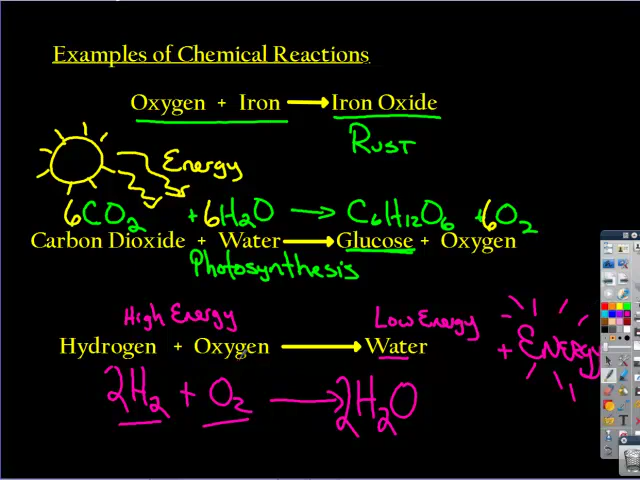 Examples of Chemical Reactions
Oxygen + Iron → Iron Oxide
Rust
Energy
6CO₂ + 6H₂O → C₆H₁₂O₆ + 6O₂
Carbon Dioxide + Water → Glucose + Oxygen
Photosynthesis
High Energy Low Energy
Hydrogen + Oxygen → Water + ENERGY
2H₂ + O₂ → 2H₂O